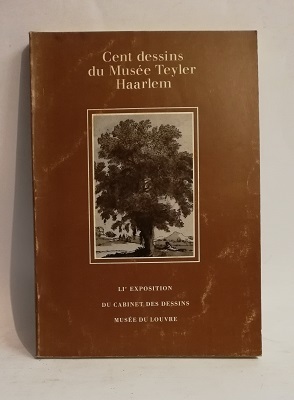 Cent dessins
du Musée Teyler
Haarlem
LIe EXPOSITION
DU CABINET DES DESSINS
MUSÉE DU LOUVRE